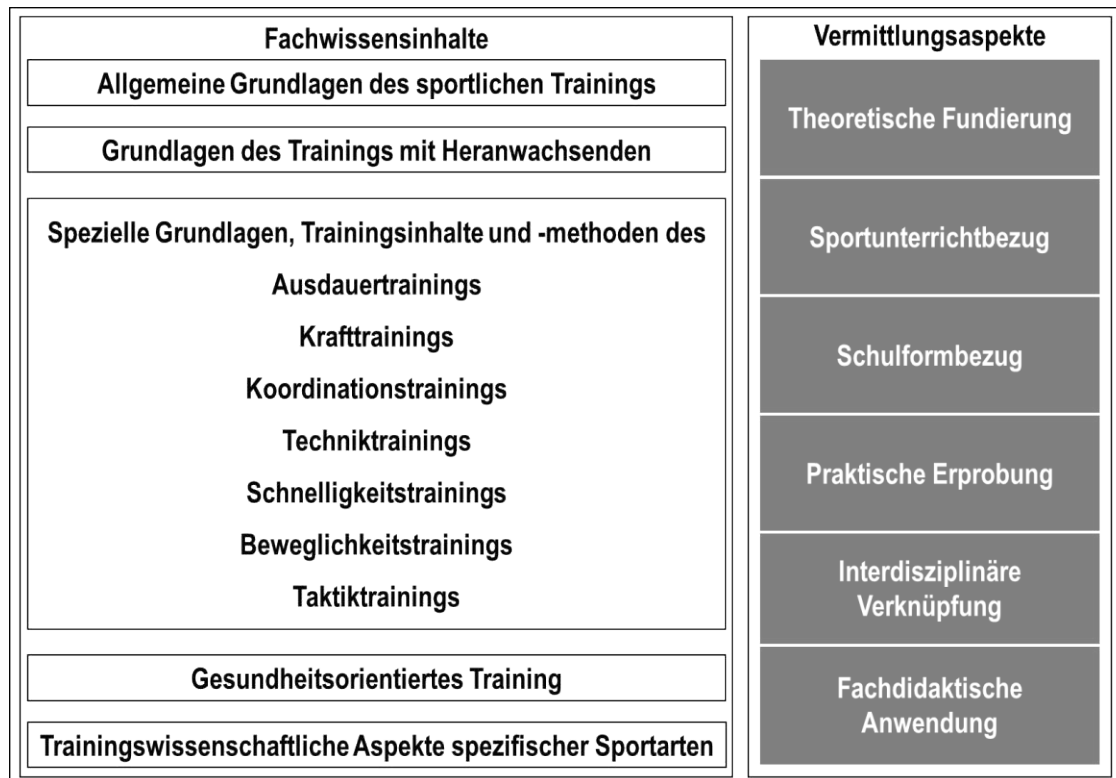 Fachwissensinhalte
Allgemeine Grundlagen des sportlichen Trainings
Grundlagen des Trainings mit Heranwachsenden
Spezielle Grundlagen, Trainingsinhalte und -methoden des
Ausdauertrainings
Krafttrainings
Koordinationstrainings
Techniktrainings
Schnelligkeitstrainings
Beweglichkeitstrainings
Taktiktrainings
Gesundheitsorientiertes Training
Trainingswissenschaftliche Aspekte spezifischer Sportarten
Vermittlungsaspekte
Theoretische Fundierung
Sportunterrichtbezug
Schulformbezug
Praktische Erprobung
Interdisziplinäre
Verknüpfung
Fachdidaktische
Anwendung